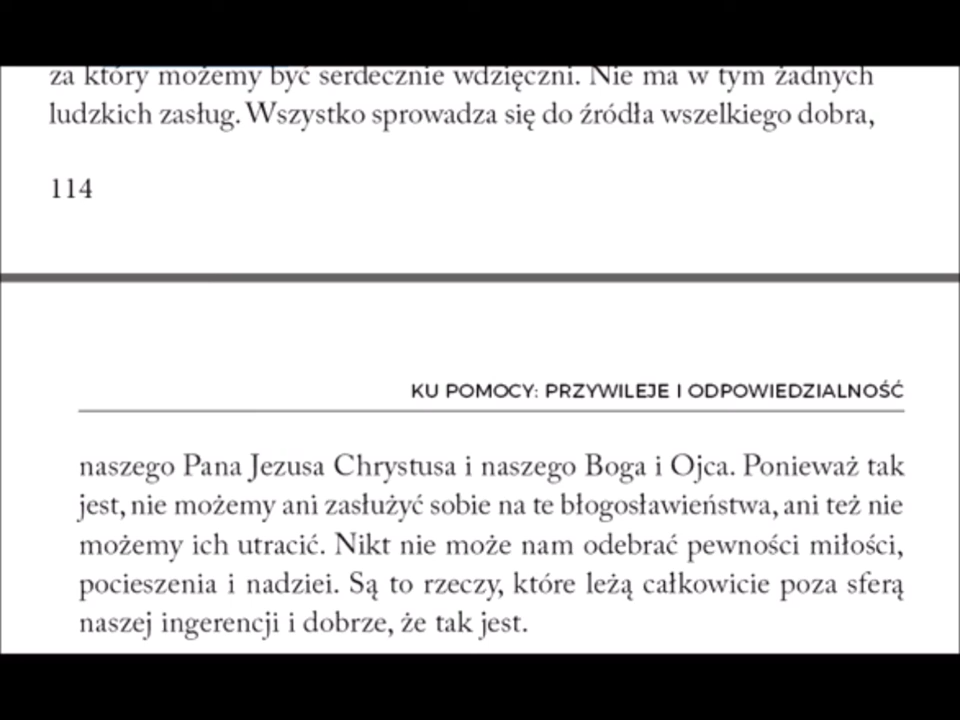 za który możemy być serdecznie wdzięczni. Nie ma w tym żadnych
ludzkich zasług. Wszystko sprowadza się do źródła wszelkiego dobra,
114
KU POMOCY: PRZYWILEJE I ODPOWIEDZIALNOŚĆ
naszego Pana Jezusa Chrystusa i naszego Boga i Ojca. Ponieważ tak
jest, nie możemy ani zasłużyć sobie na te błogosławieństwa, ani też nie
możemy ich utracić. Nikt nie może nam odebrać pewności miłości,
pocieszenia i nadziei. Są to rzeczy, które leżą całkowicie poza sferą
naszej ingerencji i dobrze, że tak jest.